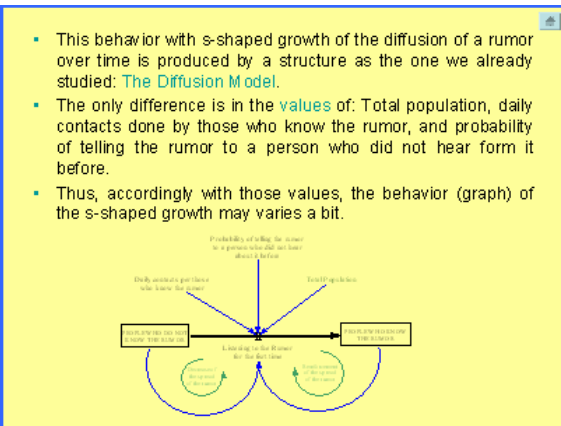 This behavior with s-shaped growth of the diffusion of a rumor
over time is produced by a structure as the one we already
studied: The Diffusion Model.
The only difference is in the values of: Total population, daily
contacts done by those who know the rumor, and probability
of telling the rumor to a person who did not hear form it
before.
Thus, accordingly with those values, the behavior (graph) of
the s-shaped growth may varies a bit.
Probability of telling the rumor
to a person who did not hear
about it before
Daily contacts per those
who know the rumor
Total Population
PEOPLE WHO DO NOT
KNOW THE RUMOR
PEOPLE WHO KNOW
THE RUMOR
Listening to the Rumor
for the first time